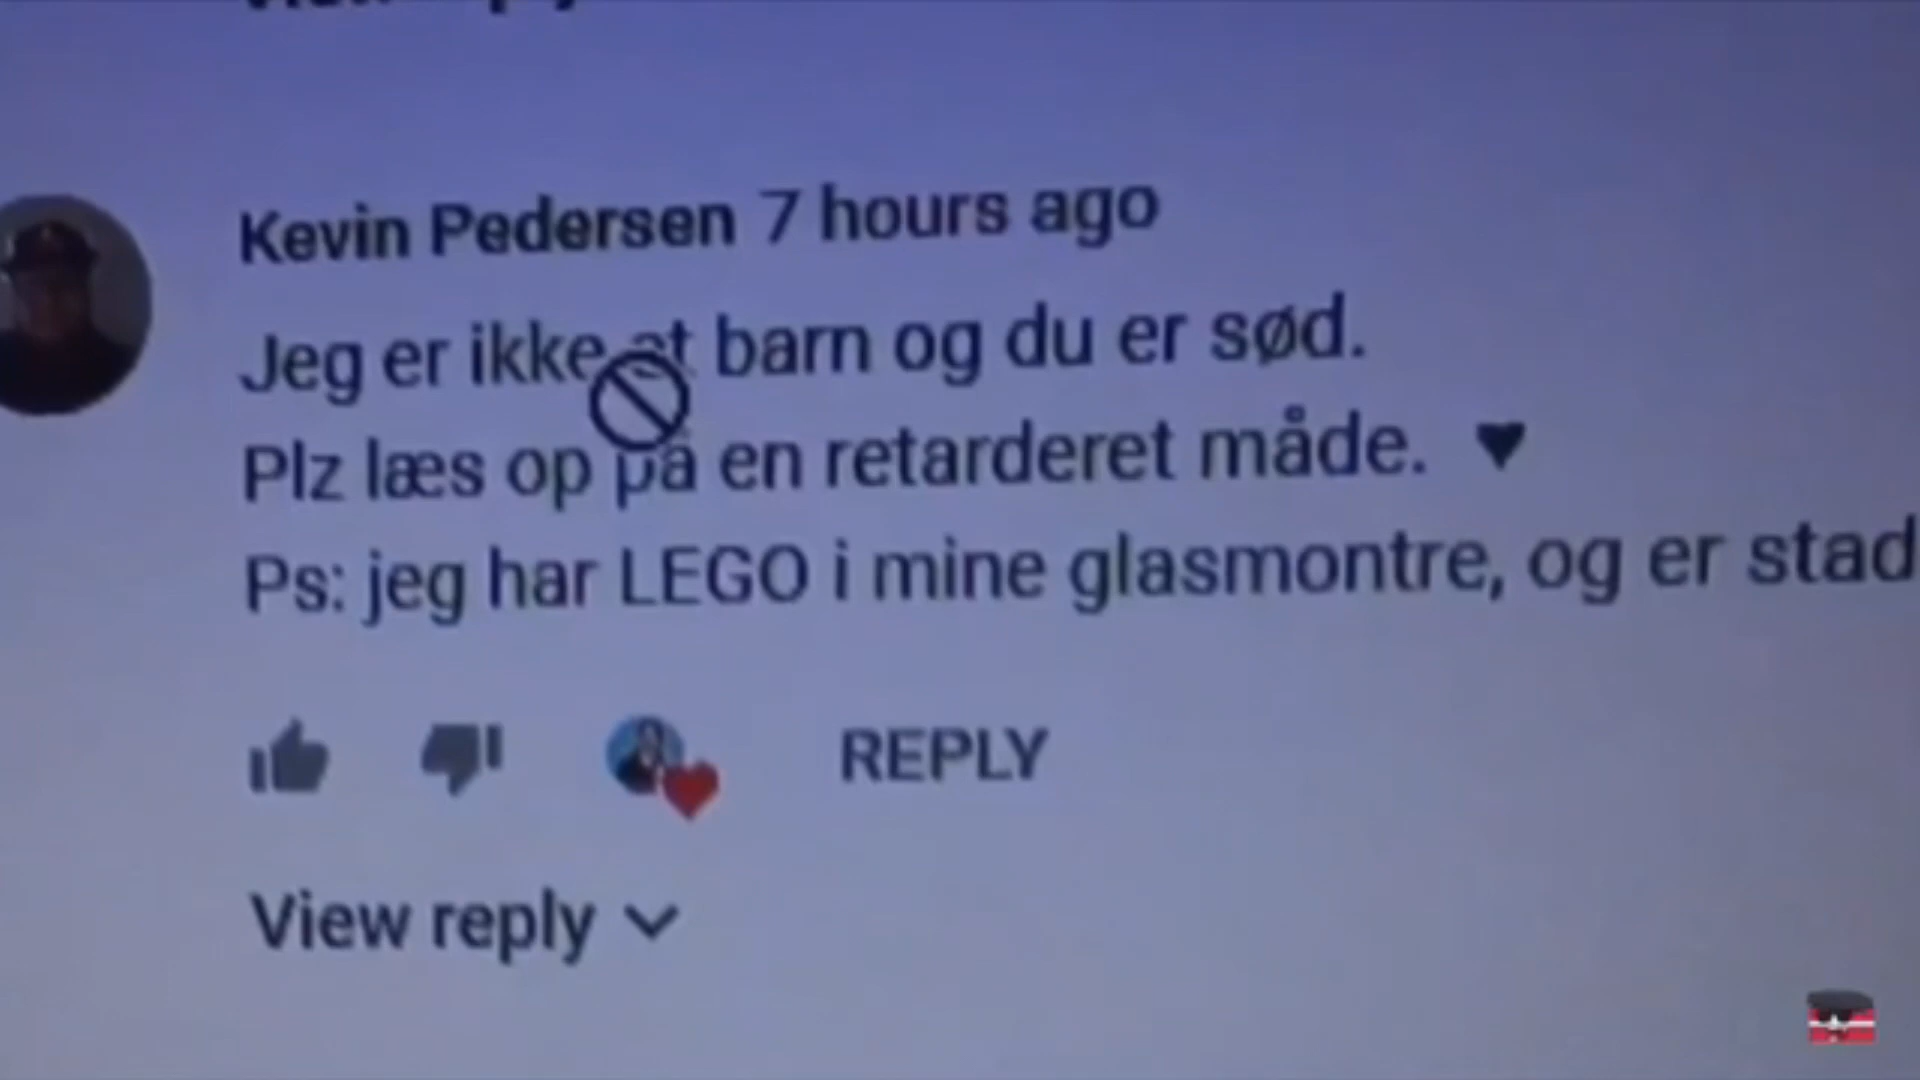 Kevin Pedersen 7 hours ago
Jeg er ikke et barn og du er sød.
Plz læs op på en retarderet måde. ♥
Ps: jeg har LEGO i mine glasmontre, og er stad
REPLY
View reply